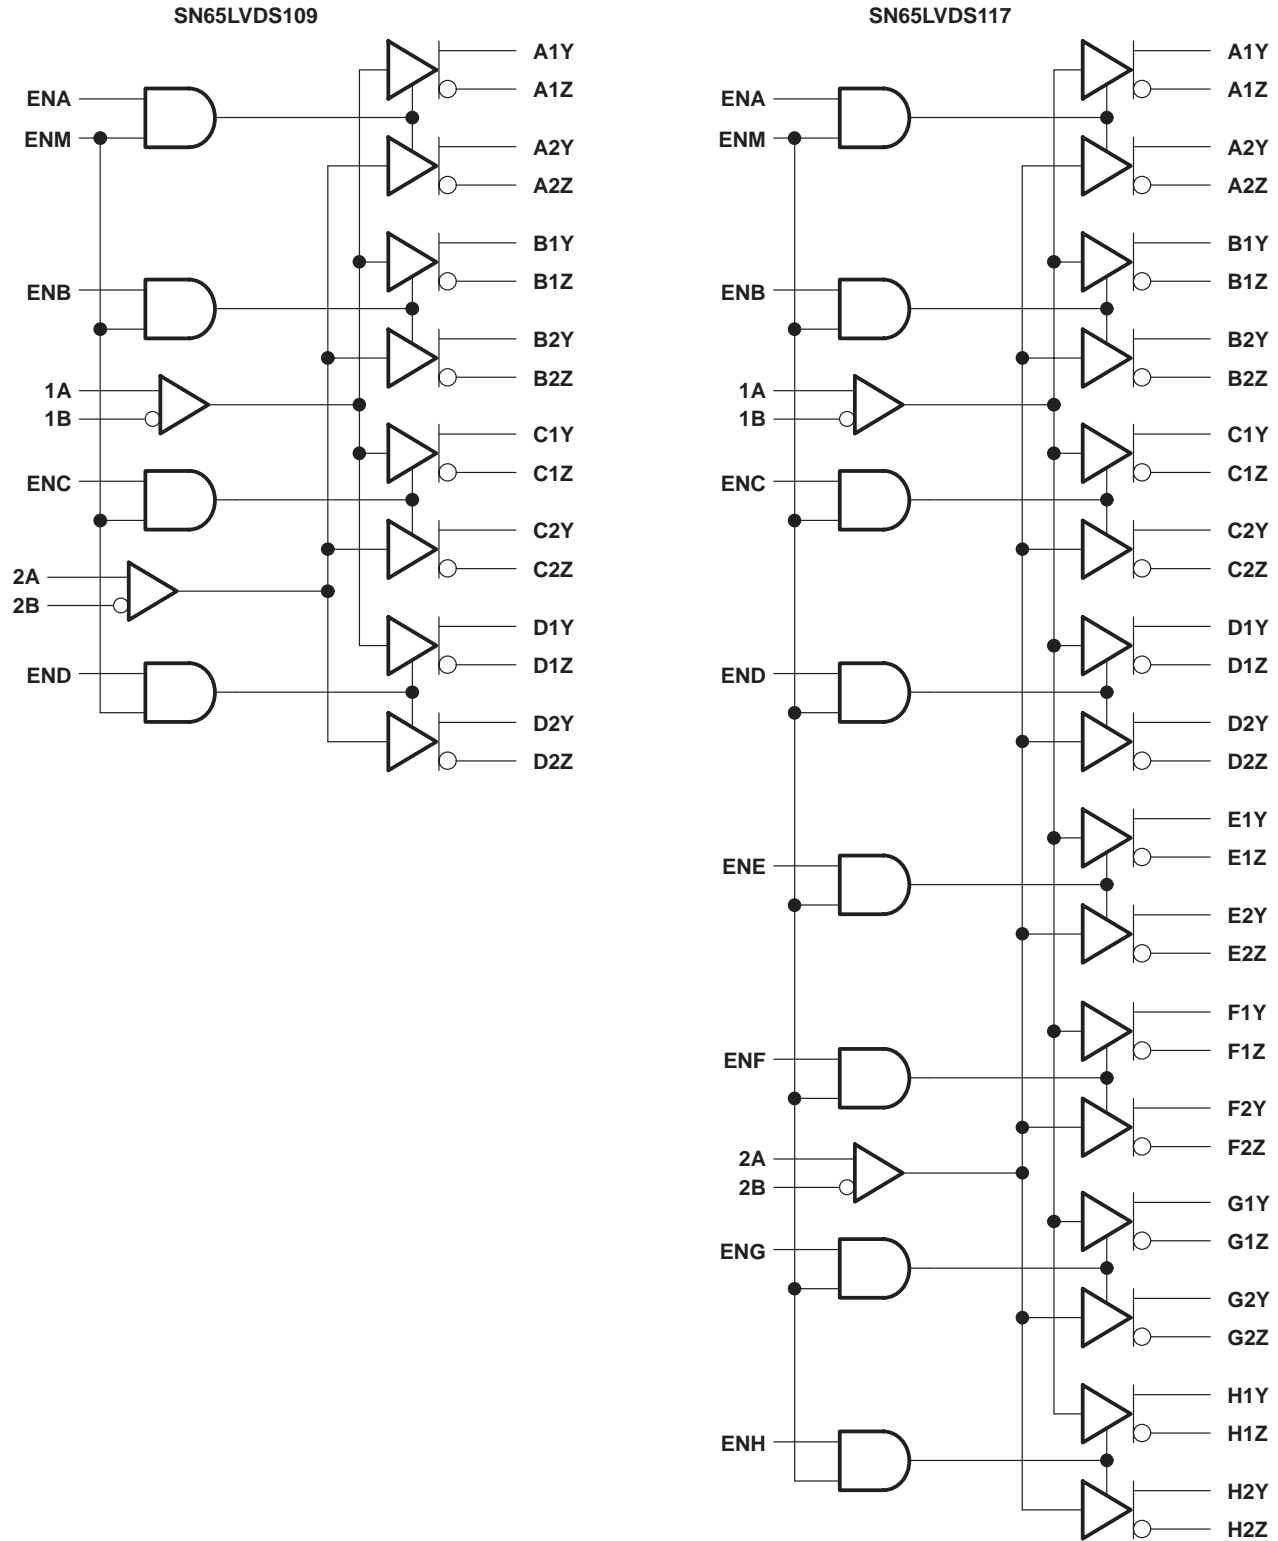 SN65LVDS109
ENA
ENM
ENB
1A
1B
ENC
2A
2B
END
A1Y
A1Z
A2Y
A2Z
B1Y
B1Z
B2Y
B2Z
C1Y
C1Z
C2Y
C2Z
D1Y
D1Z
D2Y
D2Z
SN65LVDS117
ENA
ENM
ENB
1A
1B
ENC
END
ENE
ENF
2A
2B
ENG
ENH
A1Y
A1Z
A2Y
A2Z
B1Y
B1Z
B2Y
B2Z
C1Y
C1Z
C2Y
C2Z
D1Y
D1Z
D2Y
D2Z
E1Y
E1Z
E2Y
E2Z
F1Y
F1Z
F2Y
F2Z
G1Y
G1Z
G2Y
G2Z
H1Y
H1Z
H2Y
H2Z